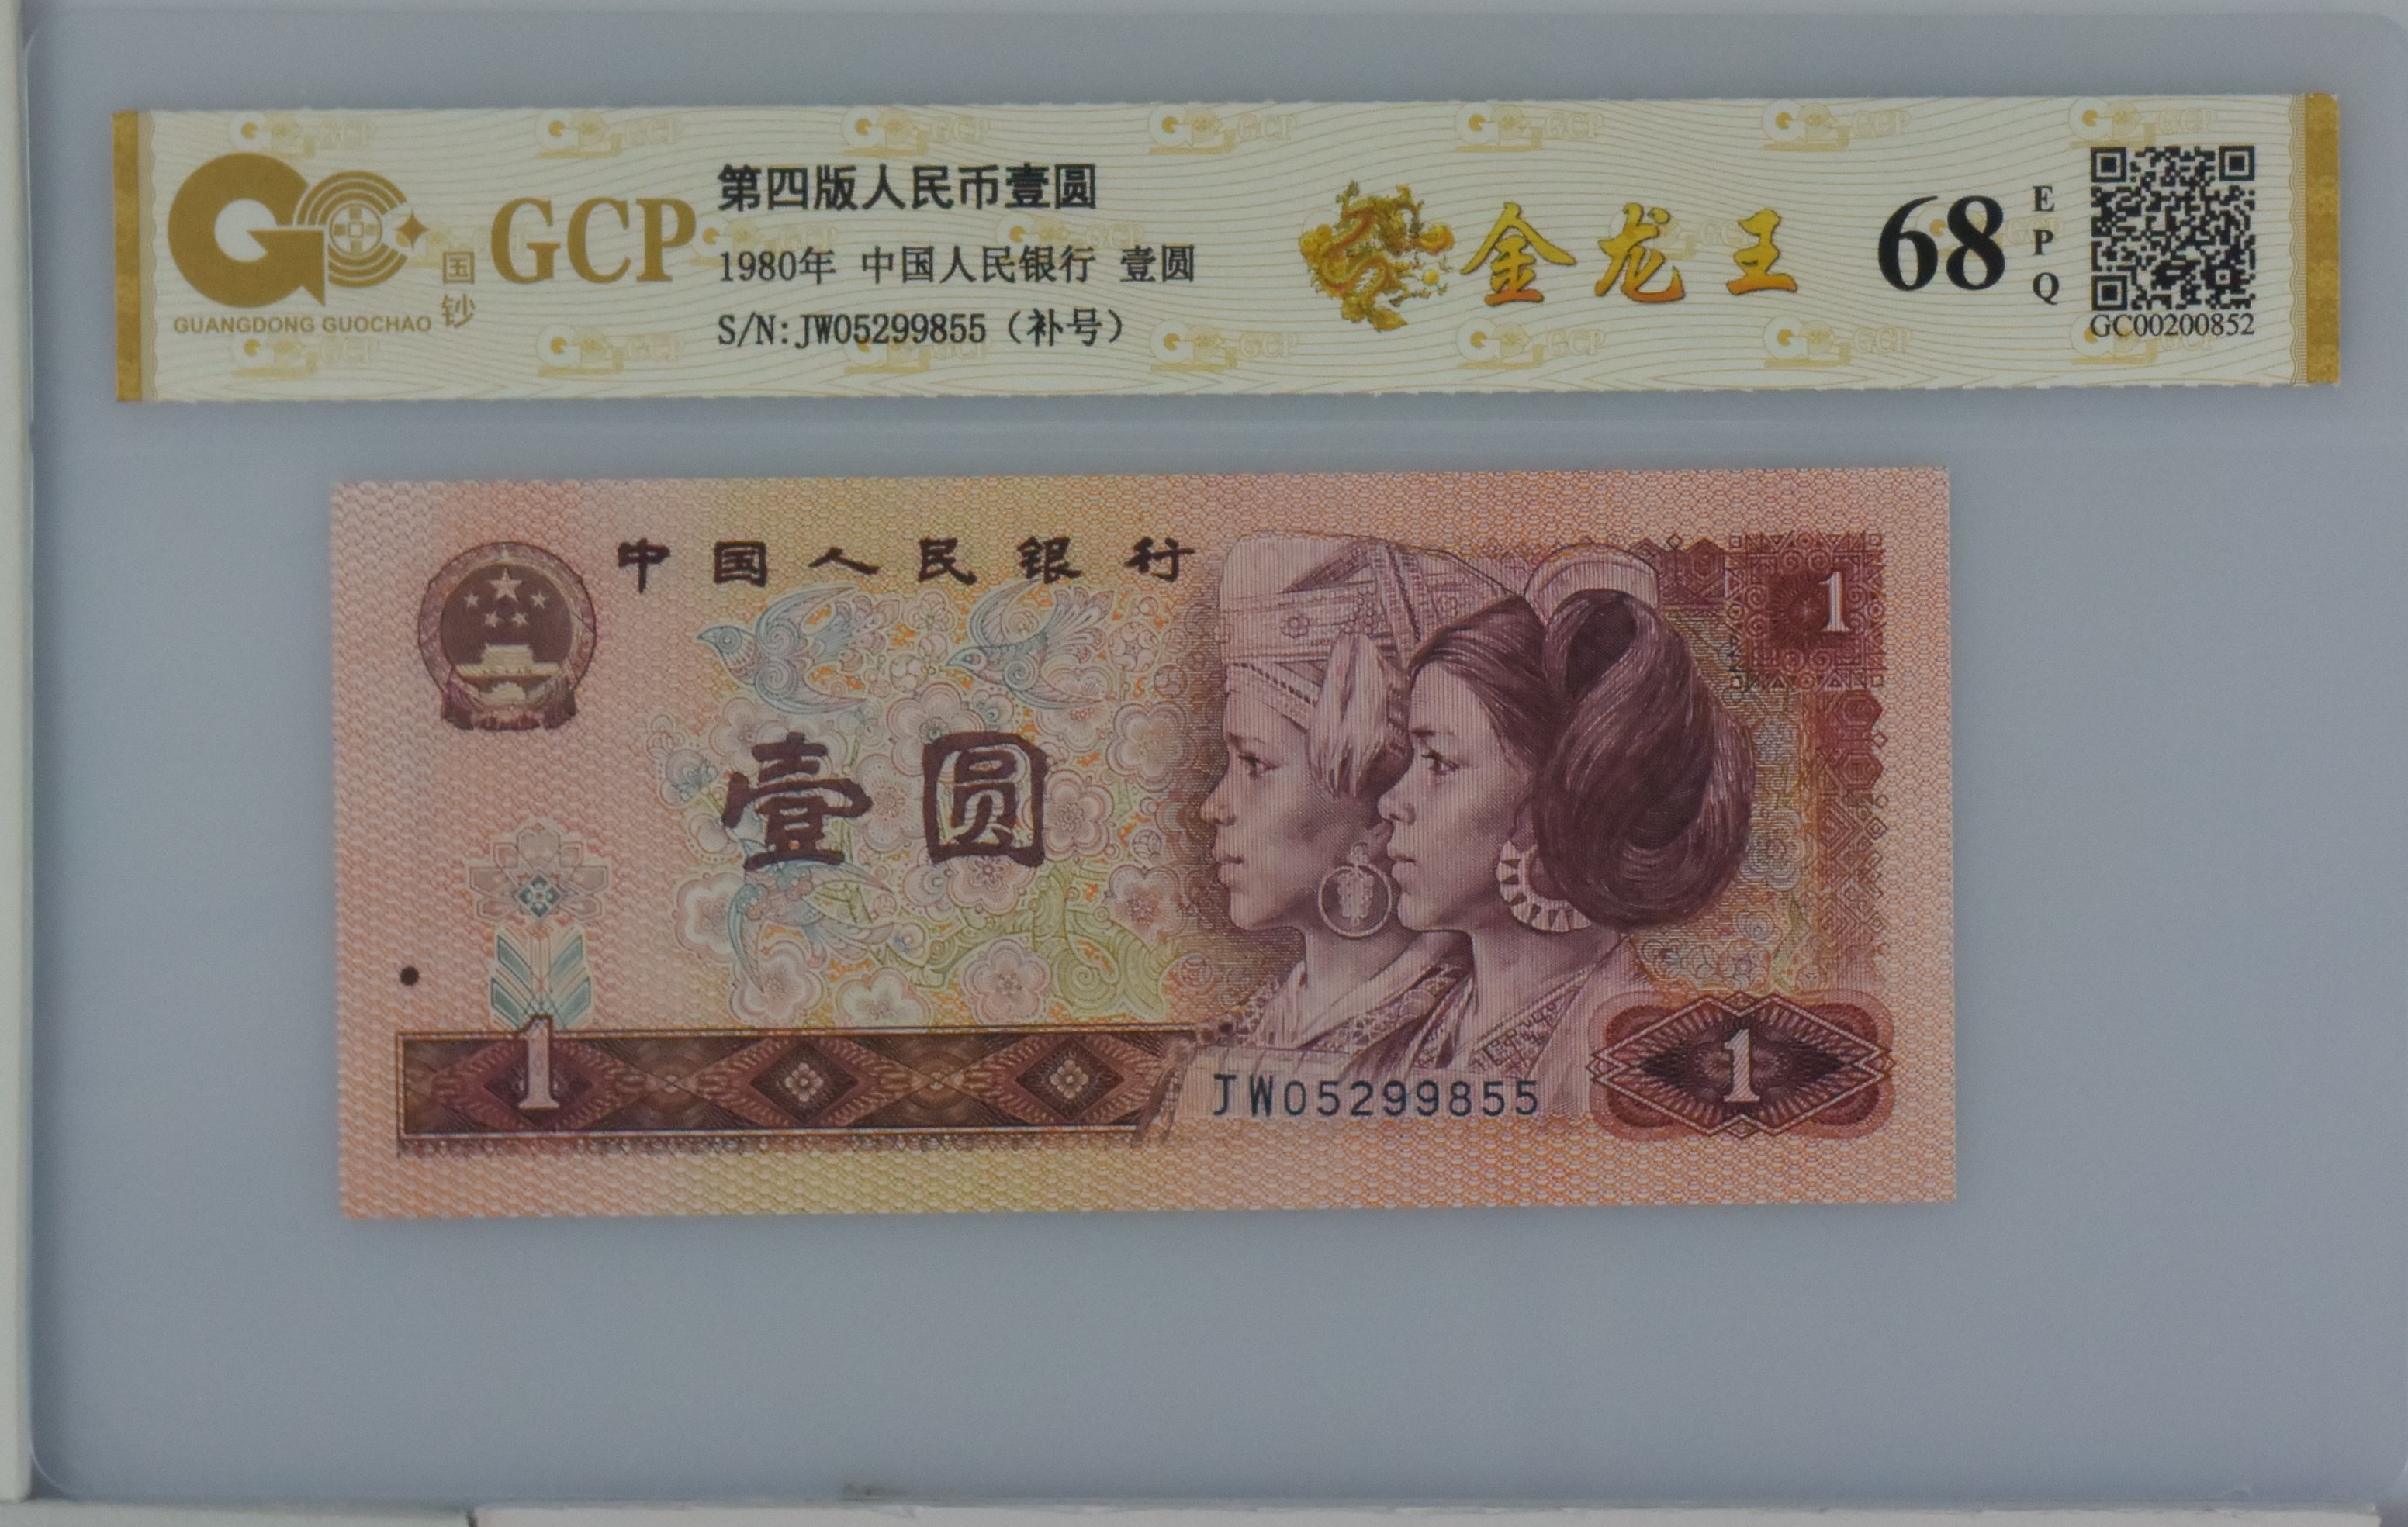 GCP
国钞
GUANGDONG GUOCHAO
第四版人民币壹圆
1980年 中国人民银行 壹圆
S/N:JW05299855（补号）
金龙王
68
EPQ
GC00200852
中国人民银行
1
壹圆
1
JW05299855
1